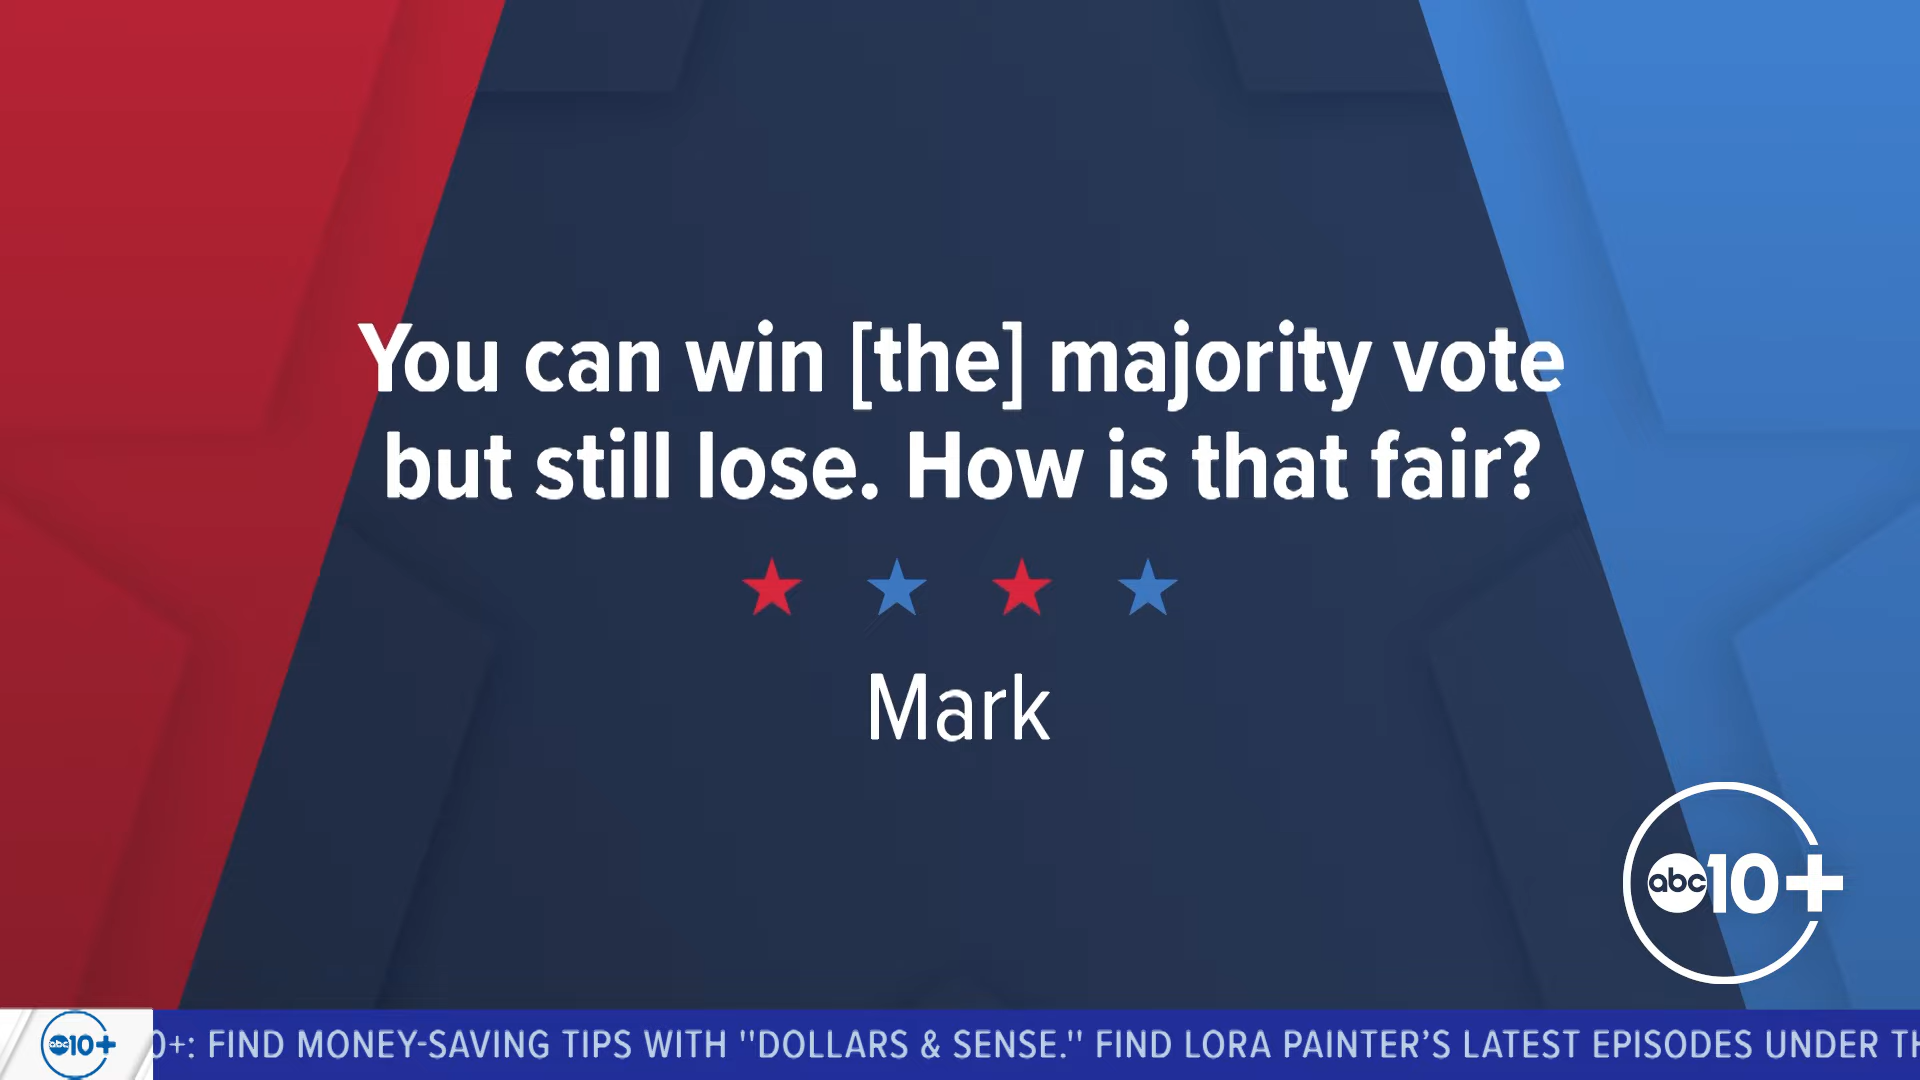 You can win [the] majority vote
but still lose. How is that fair?
Mark
abc10+
abc10+
0+: FIND MONEY-SAVING TIPS WITH "DOLLARS & SENSE." FIND LORA PAINTER’S LATEST EPISODES UNDER TH